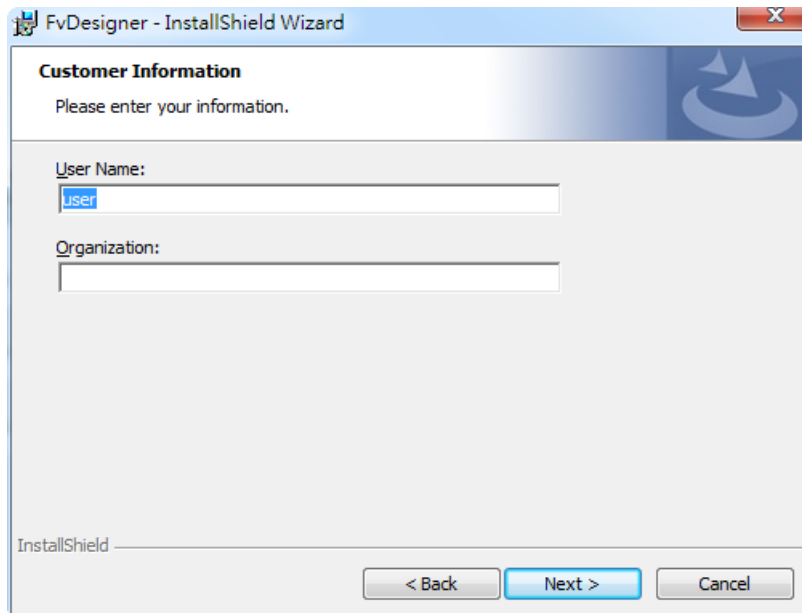 FvDesigner - InstallShield Wizard
Customer Information
Please enter your information.
User Name:
user
Organization:
InstallShield
< Back Next > Cancel